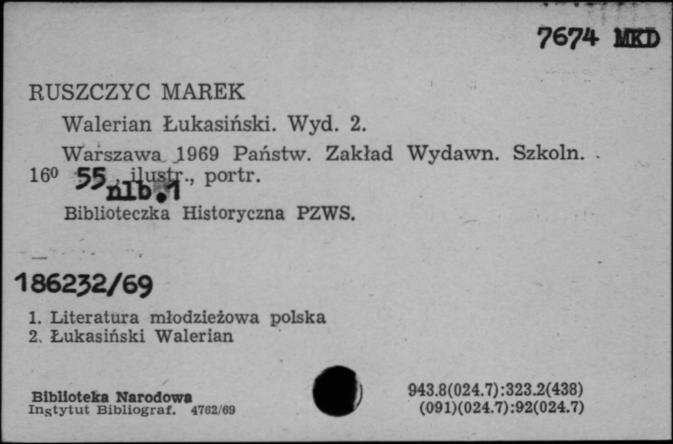 7674 MKD
RUSZCZYC MAREK
Walerian Łukasiński. Wyd. 2.
Warszawa 1969 Państw. Zakład Wydawn. Szkoln.
16⁰ 55, ilustr., portr.
nlb.1
Biblioteczka Historyczna PZWS.
186232/69
1. Literatura młodzieżowa polska
2. Łukasiński Walerian
Biblioteka Narodowa
Instytut Bibliograf. 4762/69
943.8(024.7):323.2(438)
(091)(024.7):92(024.7)